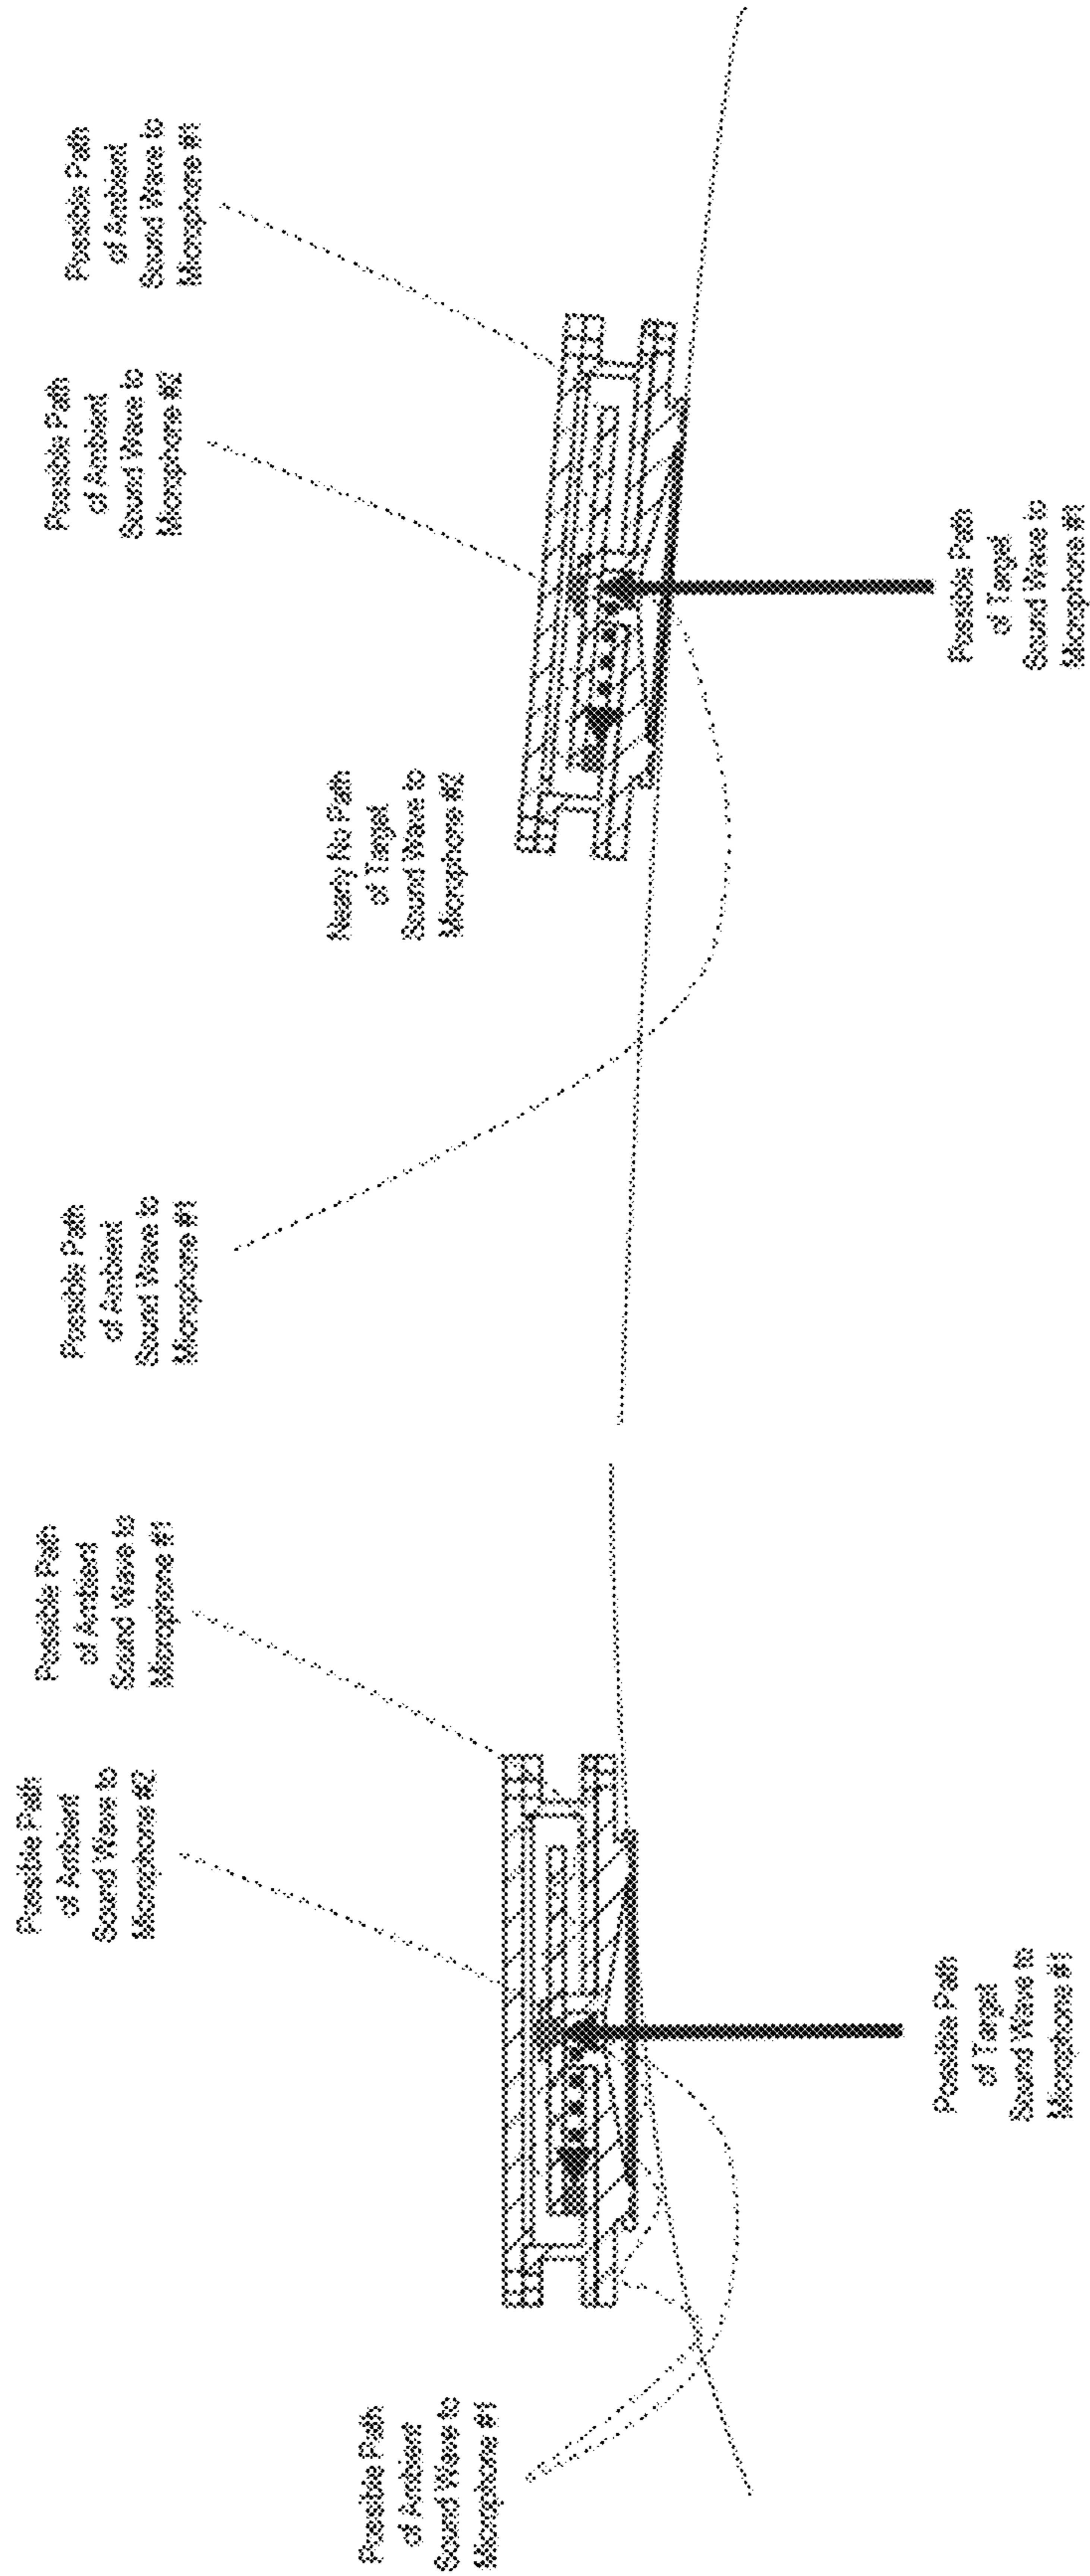 Possible Path
of Ambient
Sound Wave to
Microphone #1
Possible Path
of Ambient
Sound Wave to
Microphone #2
Possible Path
of Ambient
Sound Wave to
Microphone #1
Possible Path
of Target
Sound Wave to
Microphone #1
Possible Path
of Ambient
Sound Wave to
Microphone #1
Nearly No Path
of Target
Sound Wave to
Microphone #2
Possible Path
of Ambient
Sound Wave to
Microphone #2
Possible Path
of Ambient
Sound Wave to
Microphone #1
Possible Path
of Target
Sound Wave to
Microphone #1